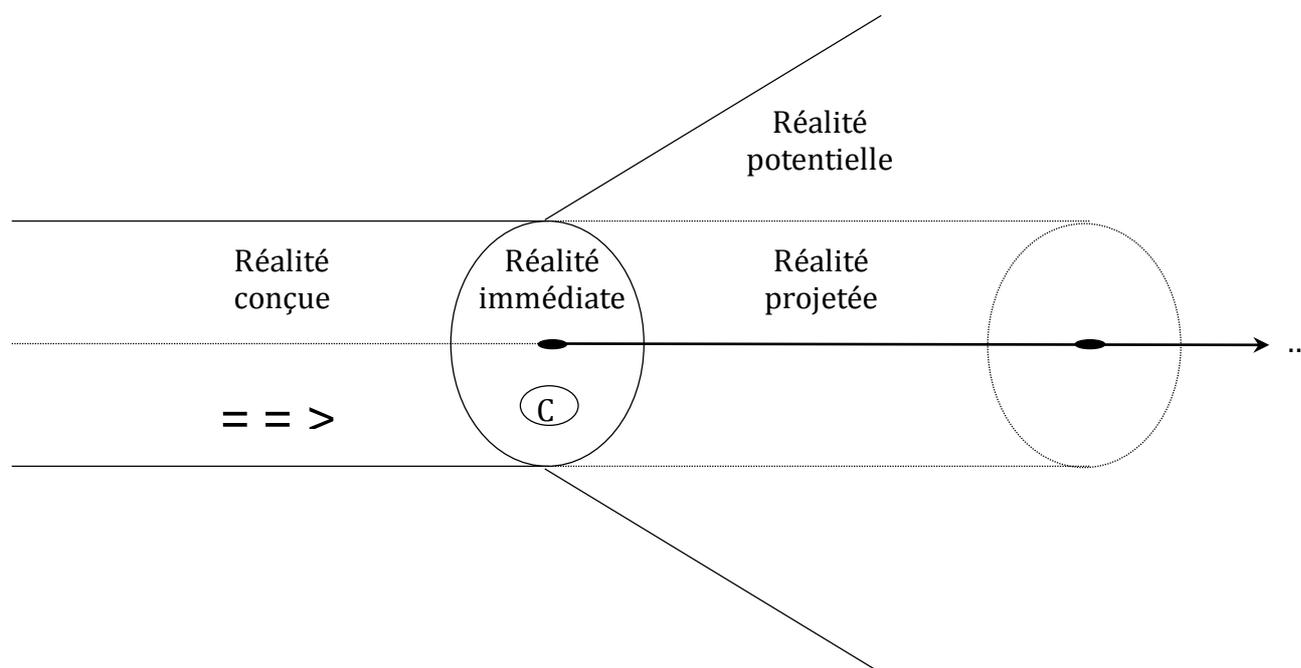 Réalité
potentielle
Réalité
conçue
Réalité
immédiate
Réalité
projetée
..
C
= = >